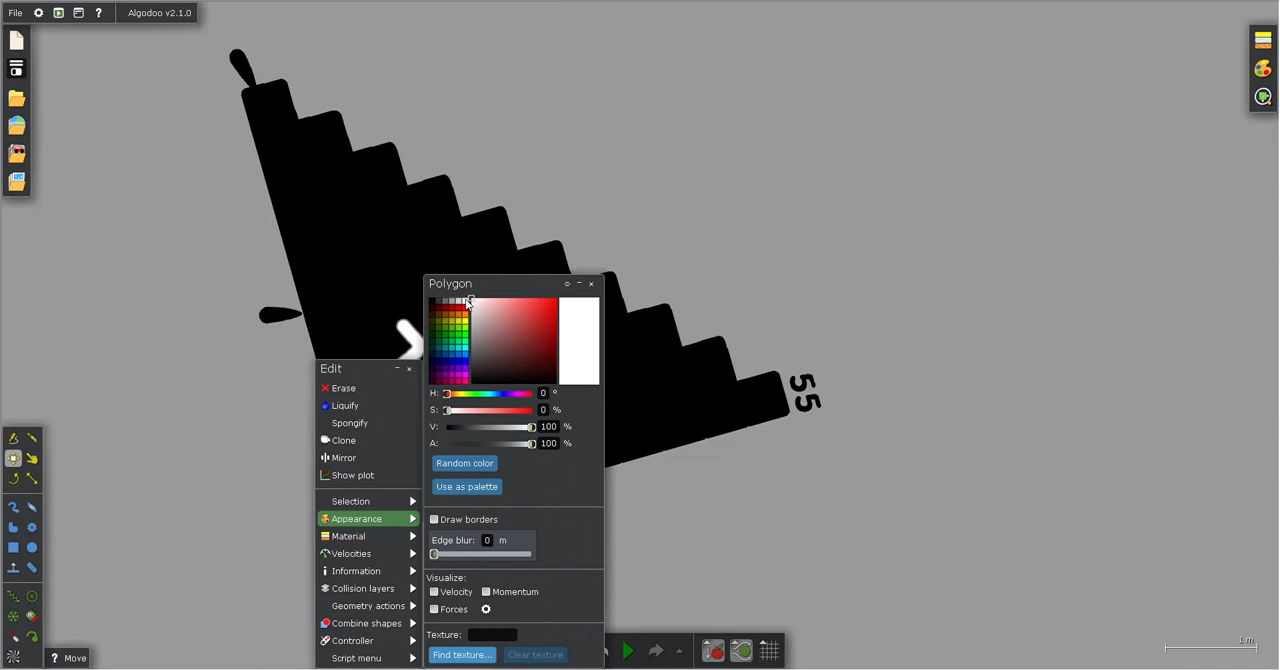 File ? Algodoo v2.1.0
Polygon
H: 0 °
S: 0 %
V: 100 %
A: 100 %
Random color
Use as palette
Draw borders
Edge blur: 0 m
Visualize:
Velocity Momentum
Forces
Texture:
Find texture... Clear texture
Edit
Erase
Liquify
Spongify
Clone
Mirror
Show plot
Selection
Appearance
Material
Velocities
Information
Collision layers
Geometry actions
Combine shapes
Controller
Script menu
55
? Move
1 m